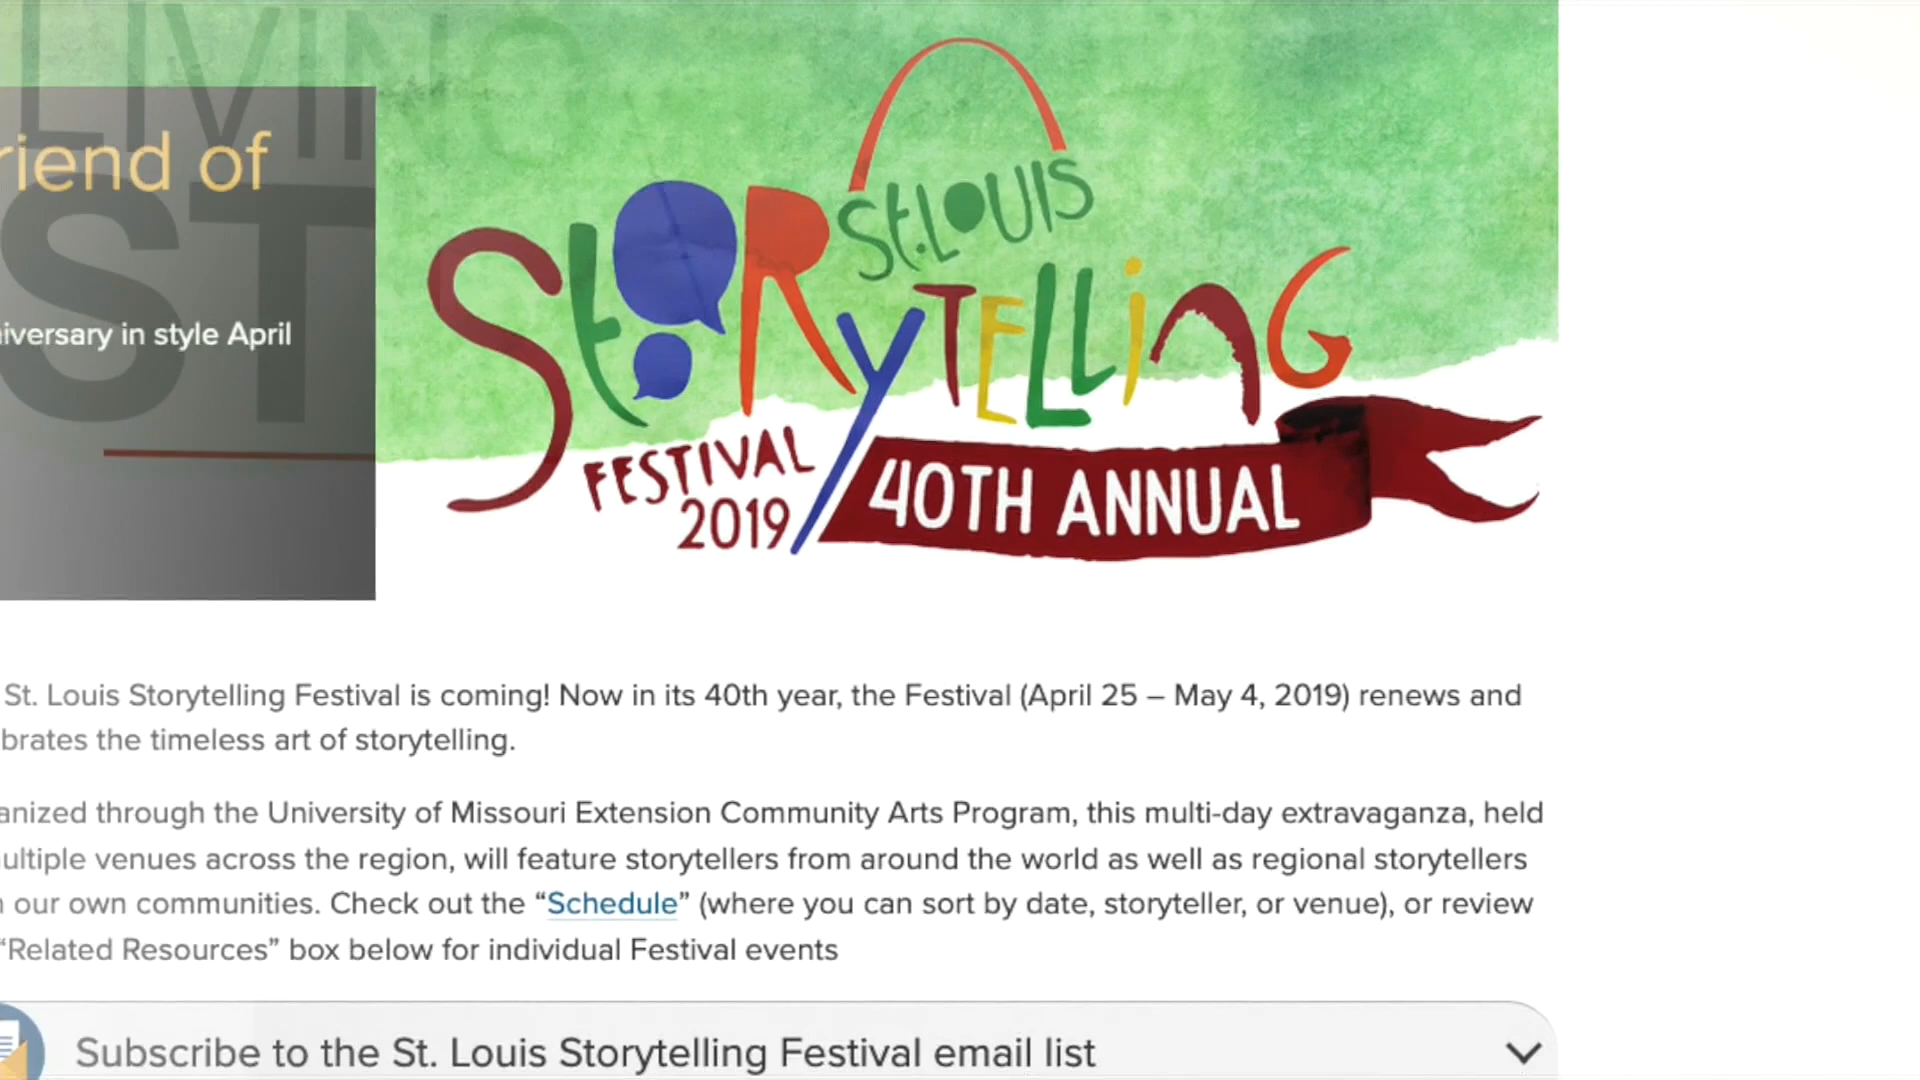 LIVING
ST
riend of
iversary in style April
St. Louis
StORytELLiNG
FESTIVAL
2019
40TH ANNUAL
St. Louis Storytelling Festival is coming! Now in its 40th year, the Festival (April 25 – May 4, 2019) renews and
brates the timeless art of storytelling.
anized through the University of Missouri Extension Community Arts Program, this multi-day extravaganza, held
ultiple venues across the region, will feature storytellers from around the world as well as regional storytellers
our own communities. Check out the “Schedule” (where you can sort by date, storyteller, or venue), or review
“Related Resources” box below for individual Festival events
Subscribe to the St. Louis Storytelling Festival email list